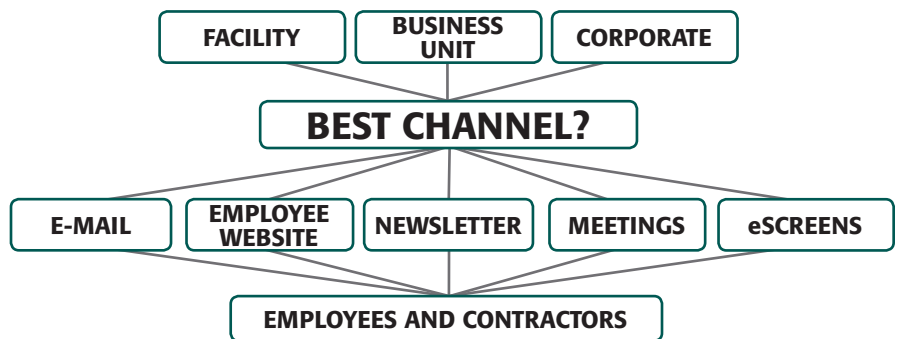 FACILITY
BUSINESS
UNIT
CORPORATE
BEST CHANNEL?
E-MAIL
EMPLOYEE
WEBSITE
NEWSLETTER
MEETINGS
eSCREENS
EMPLOYEES AND CONTRACTORS